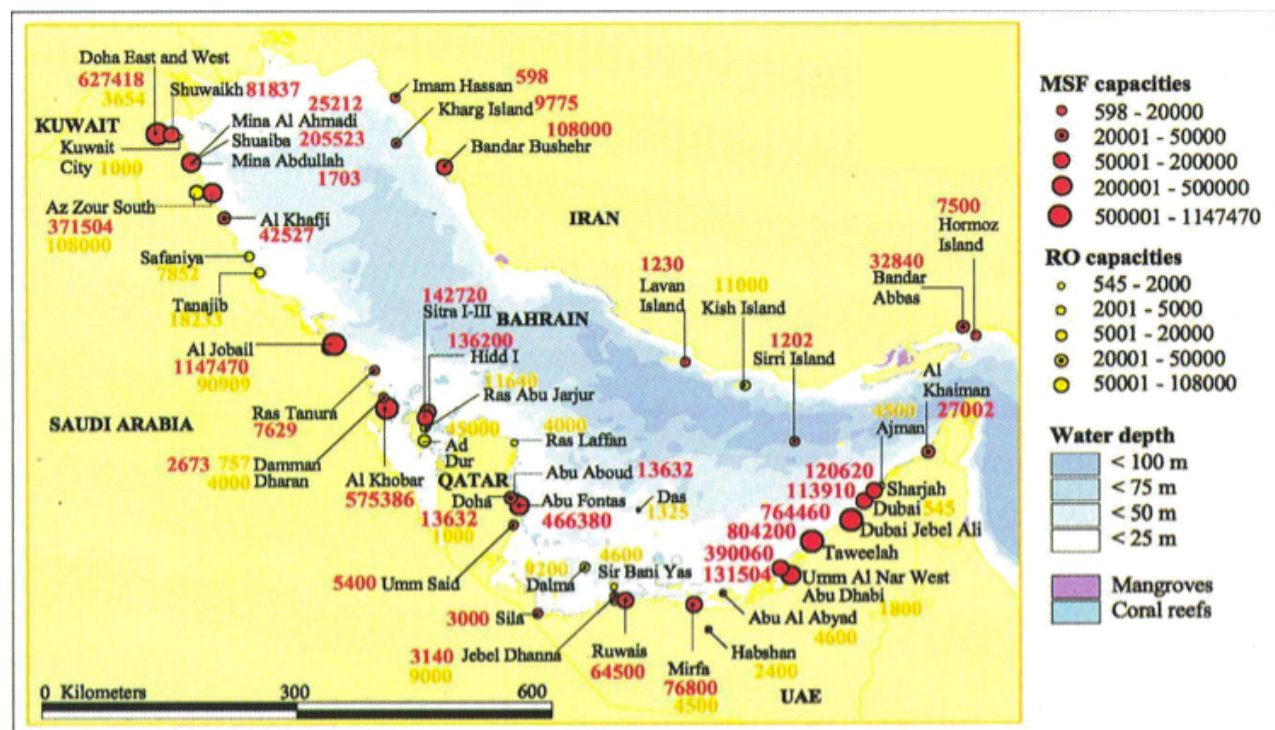 Doha East and West
627418
3654
Shuwaikh 81837
25212
Mina Al Ahmadi
Shuaiba 205523
Mina Abdullah
1703
KUWAIT
Kuwait
City 1000
Az Zour South
371504
108000
Al Khafji
42527
Safaniya
7852
Tanajib
18233
Al Jobail
1147470
90909
Ras Tanura
7629
SAUDI ARABIA
2673 757 Damman
4000 Dharan
Al Khobar
575386
142720
Sitra I-III
BAHRAIN
136200
Hidd I
11640
Ras Abu Jarjur
45000
Ad
Dur
QATAR
4000
Ras Laffan
Abu Aboud 13632
Doha
13632
1000
Abu Fontas
466380
5400 Umm Said
Das
1325
9200
Dalma
4600
Sir Bani Yas
3000 Sila
3140 Jebel Dhanna
9000
Ruwais
64500
Mirfa
76800
4500
Imam Hassan 598
Kharg Island 9775
108000
Bandar Bushehr
IRAN
1230
Lavan
Island
11000
Kish Island
1202
Sirri Island
7500
Hormoz
Island
32840
Bandar
Abbas
Al
Khaiman
27002
4500
Ajman
120620
Sharjah
113910
Dubai 545
764460
Dubai Jebel Ali
804200
Taweelah
390060
131504
Umm Al Nar West
Abu Dhabi
1800
Abu Al Abyad
4600
Habshan
2400
UAE
0 Kilometers 300 600
MSF capacities
598 - 20000
20001 - 50000
50001 - 200000
200001 - 500000
500001 - 1147470
RO capacities
545 - 2000
2001 - 5000
5001 - 20000
20001 - 50000
50001 - 108000
Water depth
< 100 m
< 75 m
< 50 m
< 25 m
Mangroves
Coral reefs